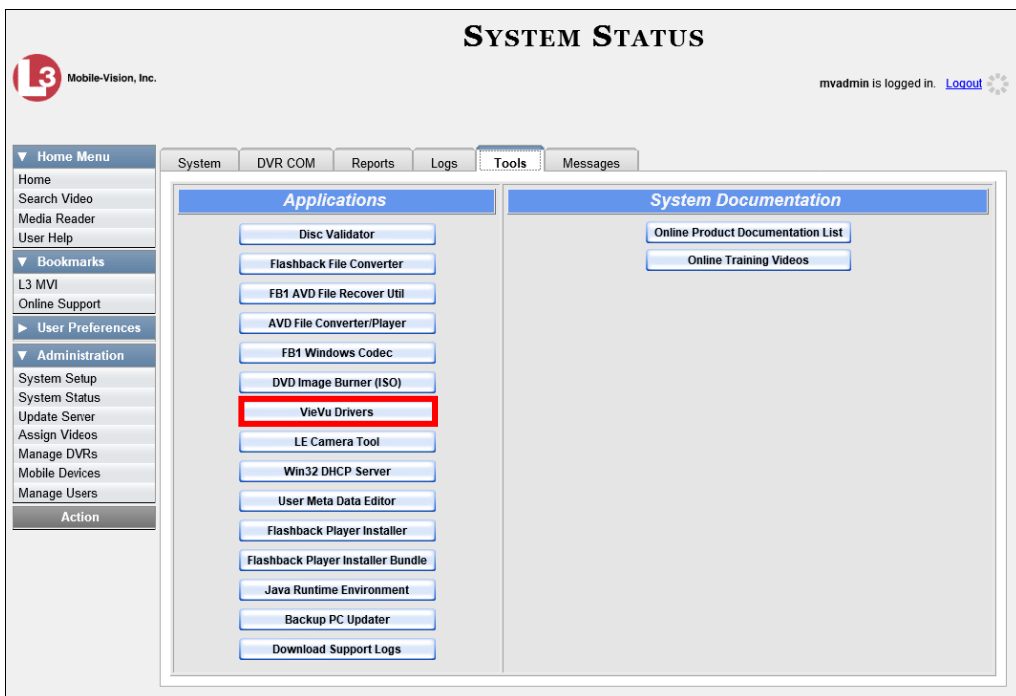 SYSTEM STATUS
L3 Mobile-Vision, Inc.
mvadmin is logged in. Logout
▼ Home Menu
Home
Search Video
Media Reader
User Help
▼ Bookmarks
L3 MVI
Online Support
► User Preferences
▼ Administration
System Setup
System Status
Update Server
Assign Videos
Manage DVRs
Mobile Devices
Manage Users
Action
System DVR COM Reports Logs Tools Messages
Applications
Disc Validator
Flashback File Converter
FB1 AVD File Recover Util
AVD File Converter/Player
FB1 Windows Codec
DVD Image Burner (ISO)
VieVu Drivers
LE Camera Tool
Win32 DHCP Server
User Meta Data Editor
Flashback Player Installer
Flashback Player Installer Bundle
Java Runtime Environment
Backup PC Updater
Download Support Logs
System Documentation
Online Product Documentation List
Online Training Videos